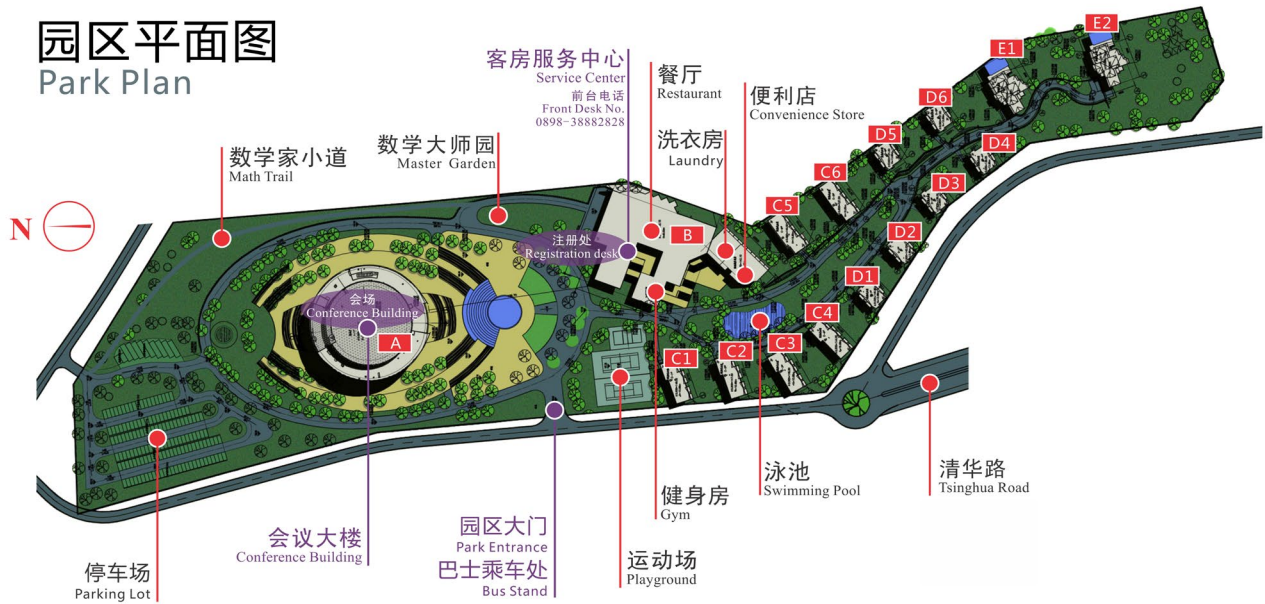 园区平面图
Park Plan
N
数学家小道
Math Trail
数学大师园
Master Garden
客房服务中心
Service Center
前台电话
Front Desk No.
0898-38882828
餐厅
Restaurant
洗衣房
Laundry
便利店
Convenience Store
注册处
Registration desk
会场
Conference Building
A
B
C1
C2
C3
C4
C5
C6
D1
D2
D3
D4
D5
D6
E1
E2
停车场
Parking Lot
会议大楼
Conference Building
园区大门
Park Entrance
巴士乘车处
Bus Stand
运动场
Playground
健身房
Gym
泳池
Swimming Pool
清华路
Tsinghua Road